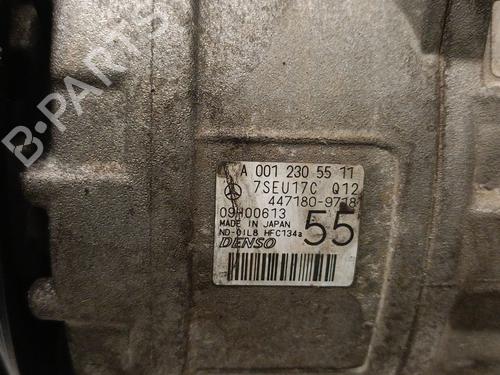 B-PARTS
A 001 230 55 11
7SEU17C Q12
447180-9718
09H00613
MADE IN JAPAN
55
ND-OIL8 HFC134a
DENSO